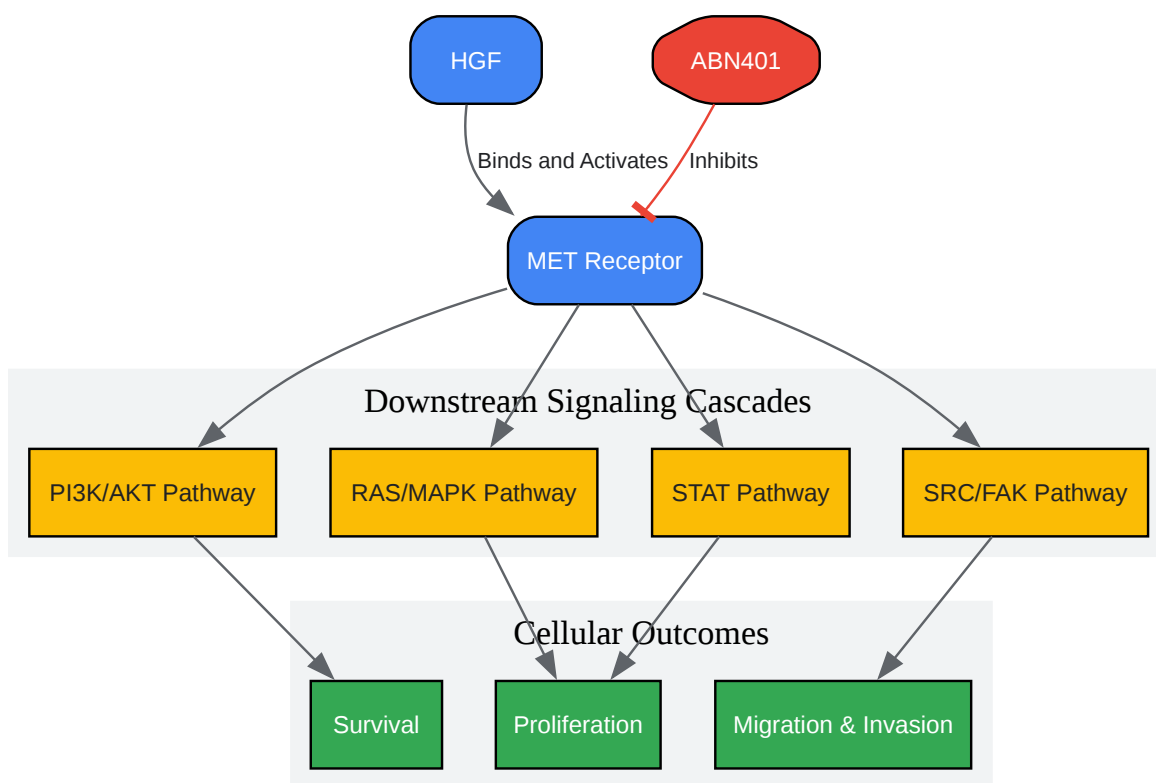 HGF
ABN401
Binds and Activates
Inhibits
MET Receptor
Downstream Signaling Cascades
PI3K/AKT Pathway
RAS/MAPK Pathway
STAT Pathway
SRC/FAK Pathway
Cellular Outcomes
Survival
Proliferation
Migration & Invasion